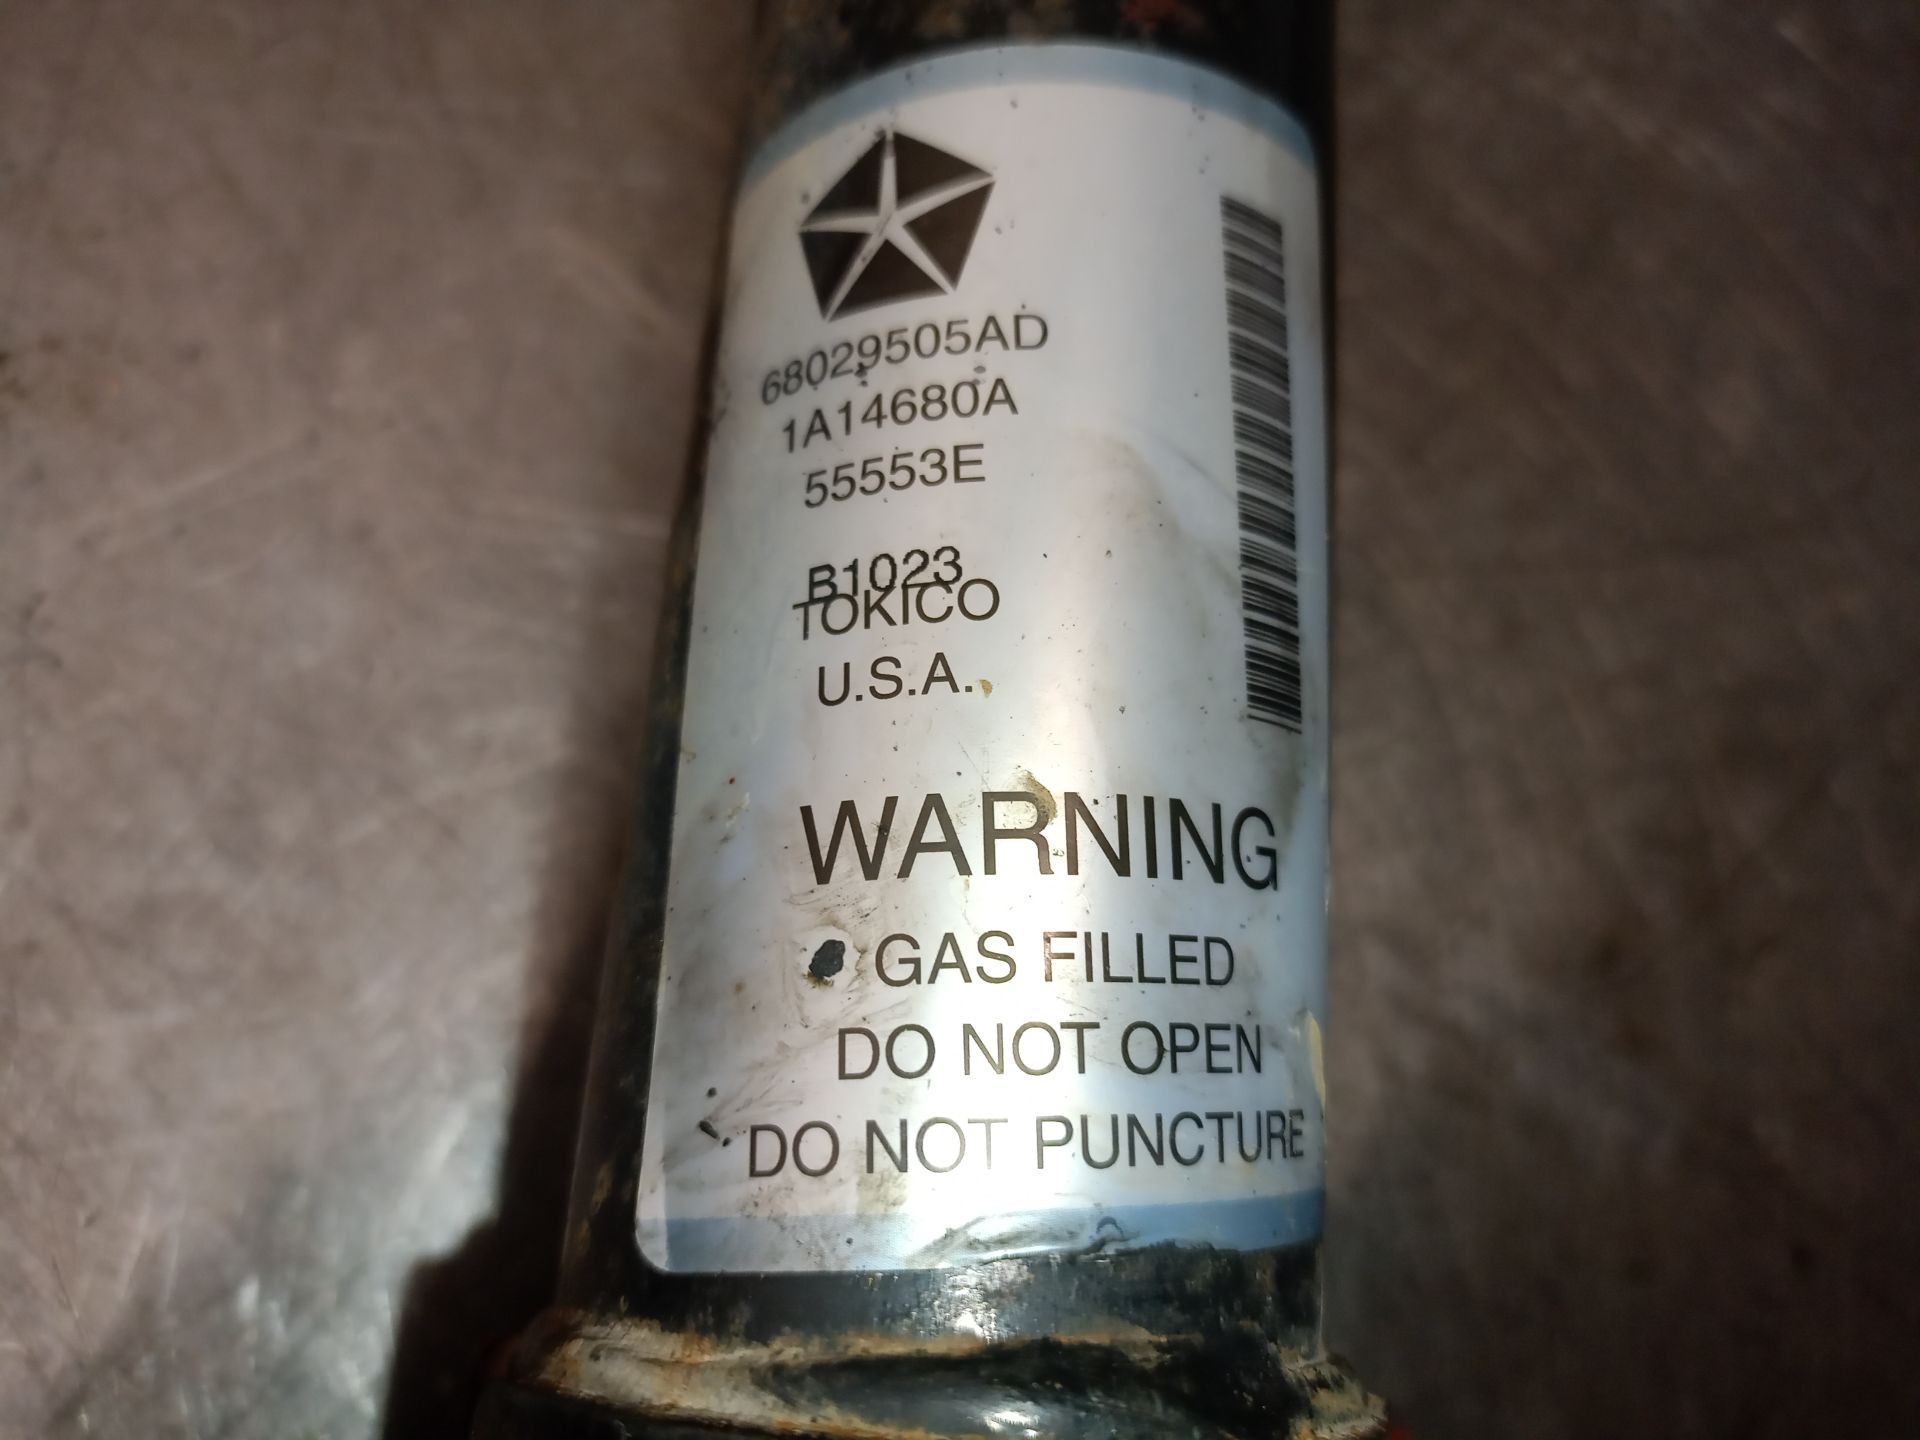 68029505AD
1A14680A
55553E
B1023
TOKICO
U.S.A.
WARNING
GAS FILLED
DO NOT OPEN
DO NOT PUNCTURE